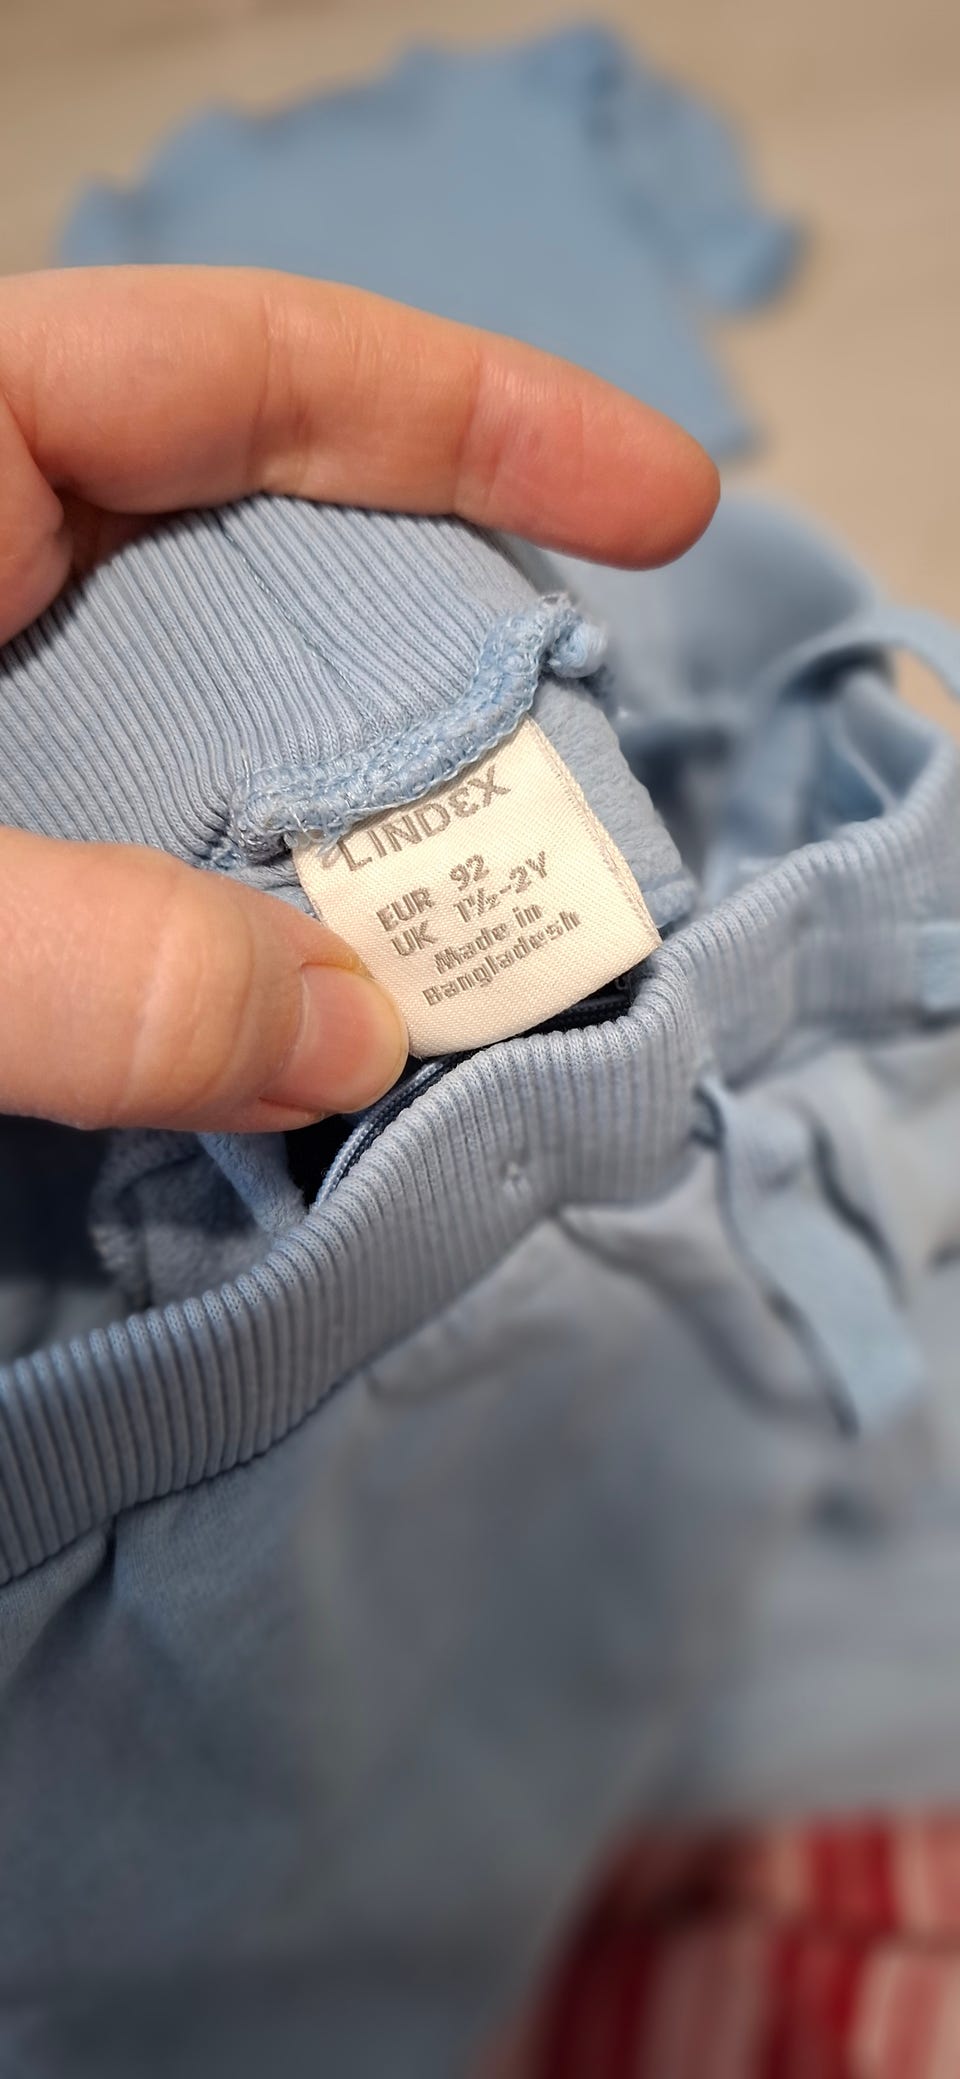 LINDEX
EUR 92
UK 1½-2Y
Made in
Bangladesh